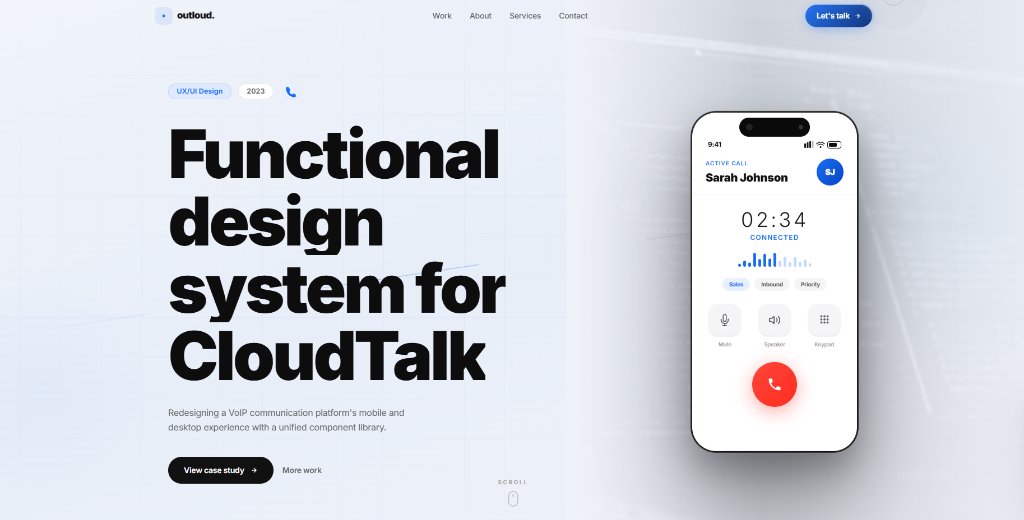 outloud.
Work
About
Services
Contact
Let's talk →
UX/UI Design
2023
Functional
design
system for
CloudTalk
Redesigning a VoIP communication platform's mobile and
desktop experience with a unified component library.
View case study →
More work
SCROLL
9:41
ACTIVE CALL
Sarah Johnson
SJ
02:34
CONNECTED
Sales
Inbound
Priority
Mute
Speaker
Keypad